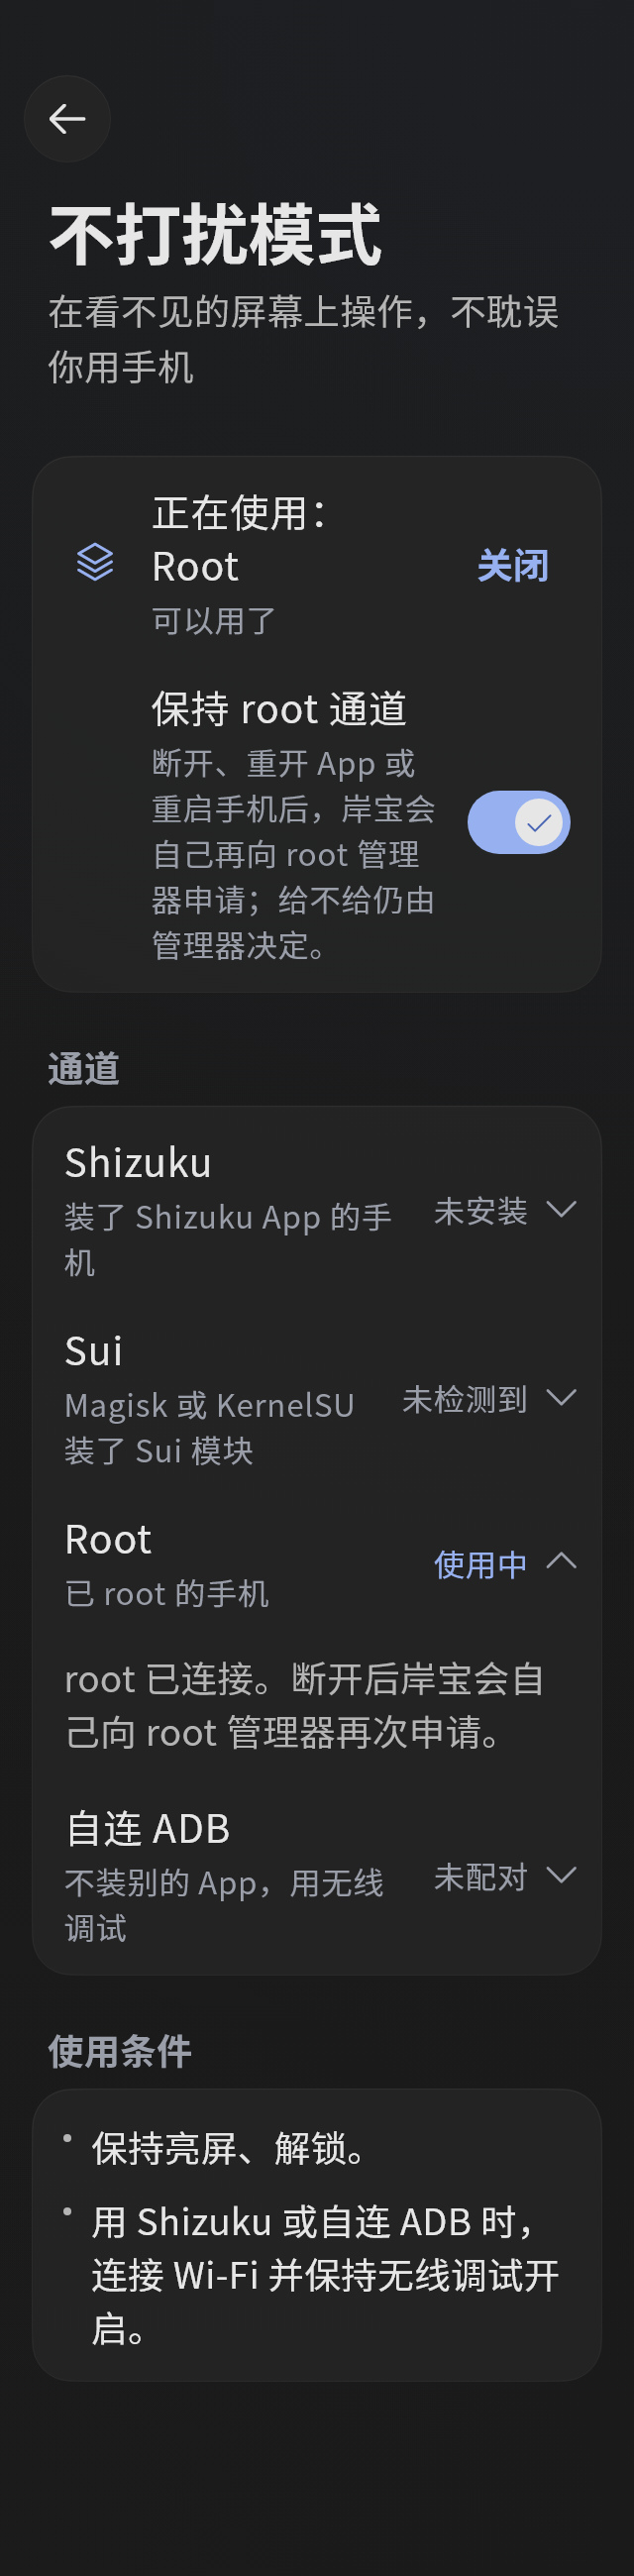 不打扰模式
在看不见的屏幕上操作，不耽误
你用手机
正在使用：
Root
可以用了
关闭
保持 root 通道
断开、重开 App 或
重启手机后，岸宝会
自己再向 root 管理
器申请；给不给仍由
管理器决定。
通道
Shizuku
装了 Shizuku App 的手
机
未安装
Sui
Magisk 或 KernelSU
装了 Sui 模块
未检测到
Root
已 root 的手机
使用中
root 已连接。断开后岸宝会自
己向 root 管理器再次申请。
自连 ADB
不装别的 App，用无线
调试
未配对
使用条件
• 保持亮屏、解锁。
• 用 Shizuku 或自连 ADB 时，
连接 Wi-Fi 并保持无线调试开
启。